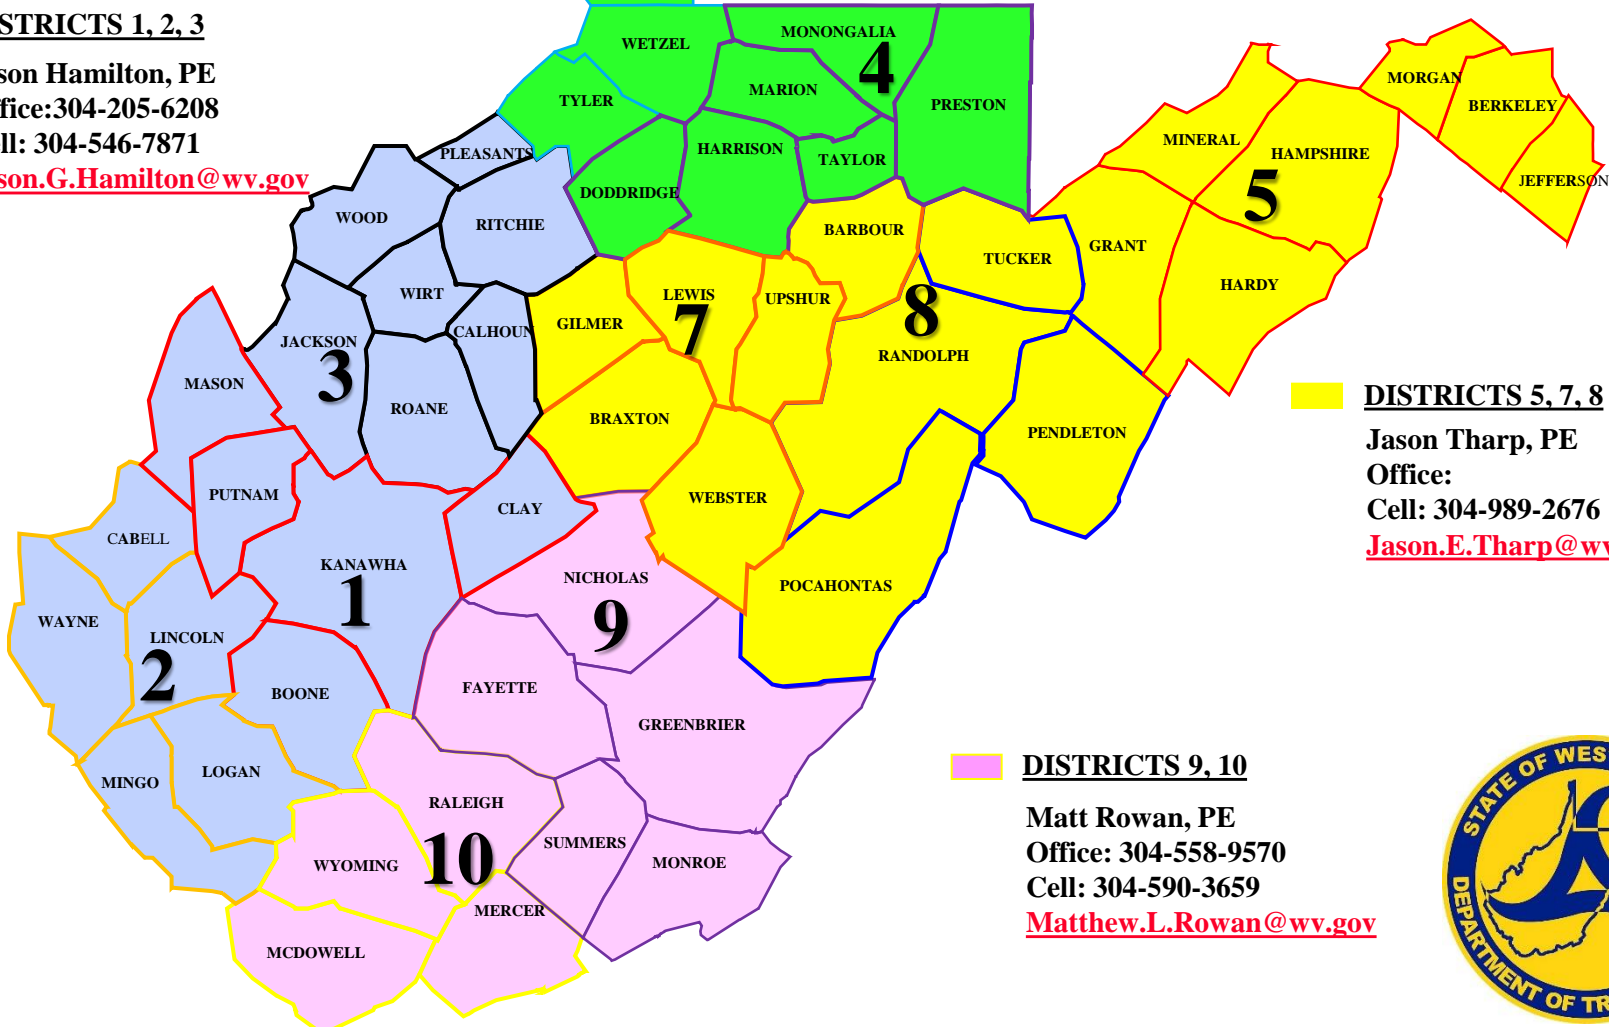 STRICTS 1, 2, 3
son Hamilton, PE
fice:304-205-6208
ll: 304-546-7871
son.G.Hamilton@wv.gov
WETZEL
MONONGALIA
4
TYLER
MARION
PRESTON
PLEASANTS
HARRISON
TAYLOR
DODDRIDGE
MORGAN
BERKELEY
MINERAL
HAMPSHIRE
5
JEFFERSON
WOOD
RITCHIE
BARBOUR
TUCKER
GRANT
HARDY
WIRT
LEWIS
UPSHUR
8
JACKSON
3
CALHOUN
GILMER
7
RANDOLPH
MASON
ROANE
BRAXTON
PENDLETON
DISTRICTS 5, 7, 8
Jason Tharp, PE
Office:
Cell: 304-989-2676
Jason.E.Tharp@w
PUTNAM
CLAY
WEBSTER
CABELL
KANAWHA
1
NICHOLAS
9
POCAHONTAS
WAYNE
LINCOLN
2
BOONE
FAYETTE
GREENBRIER
MINGO
LOGAN
RALEIGH
10
SUMMERS
MONROE
WYOMING
MERCER
MCDOWELL
DISTRICTS 9, 10
Matt Rowan, PE
Office: 304-558-9570
Cell: 304-590-3659
Matthew.L.Rowan@wv.gov
STATE OF WES
DEPARTMENT OF TR